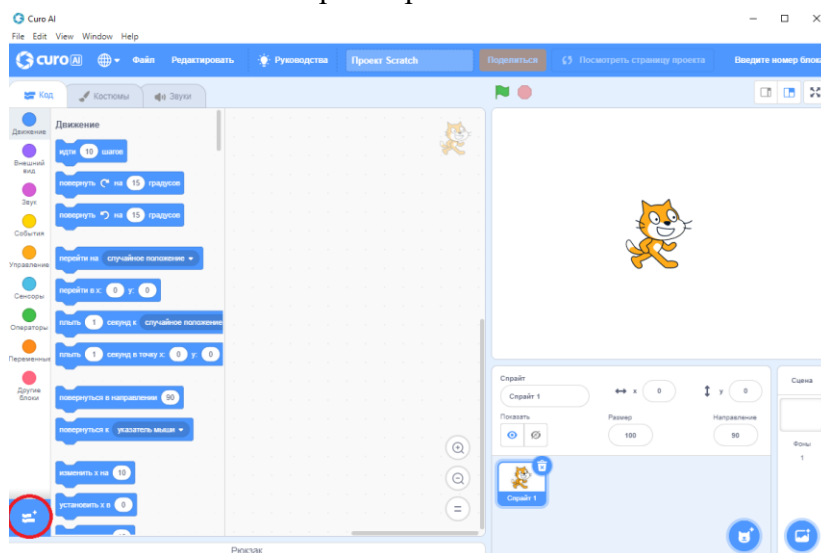 Curo AI
File Edit View Window Help
CURO AI Файл Редактировать Руководства Проект Scratch Поделиться Посмотреть страницу проекта Введите номер блока
Код Костюмы Звуки
Движение
Внешний вид
Звук
События
Управление
Сенсоры
Операторы
Переменные
Другие блоки
Движение
идти 10 шагов
повернуть на 15 градусов
повернуть на 15 градусов
перейти на случайное положение
перейти в x: 0 y: 0
плыть 1 секунд к случайное положение
плыть 1 секунд в точку x: 0 y: 0
повернуться в направлении 90
повернуться к указатель мыши
изменить x на 10
установить x в 0
Рюкзак
Спрайт
Спрайт 1 x 0 y 0
Показать Размер Направление
100 90
Спрайт 1
Сцена
Фоны
1